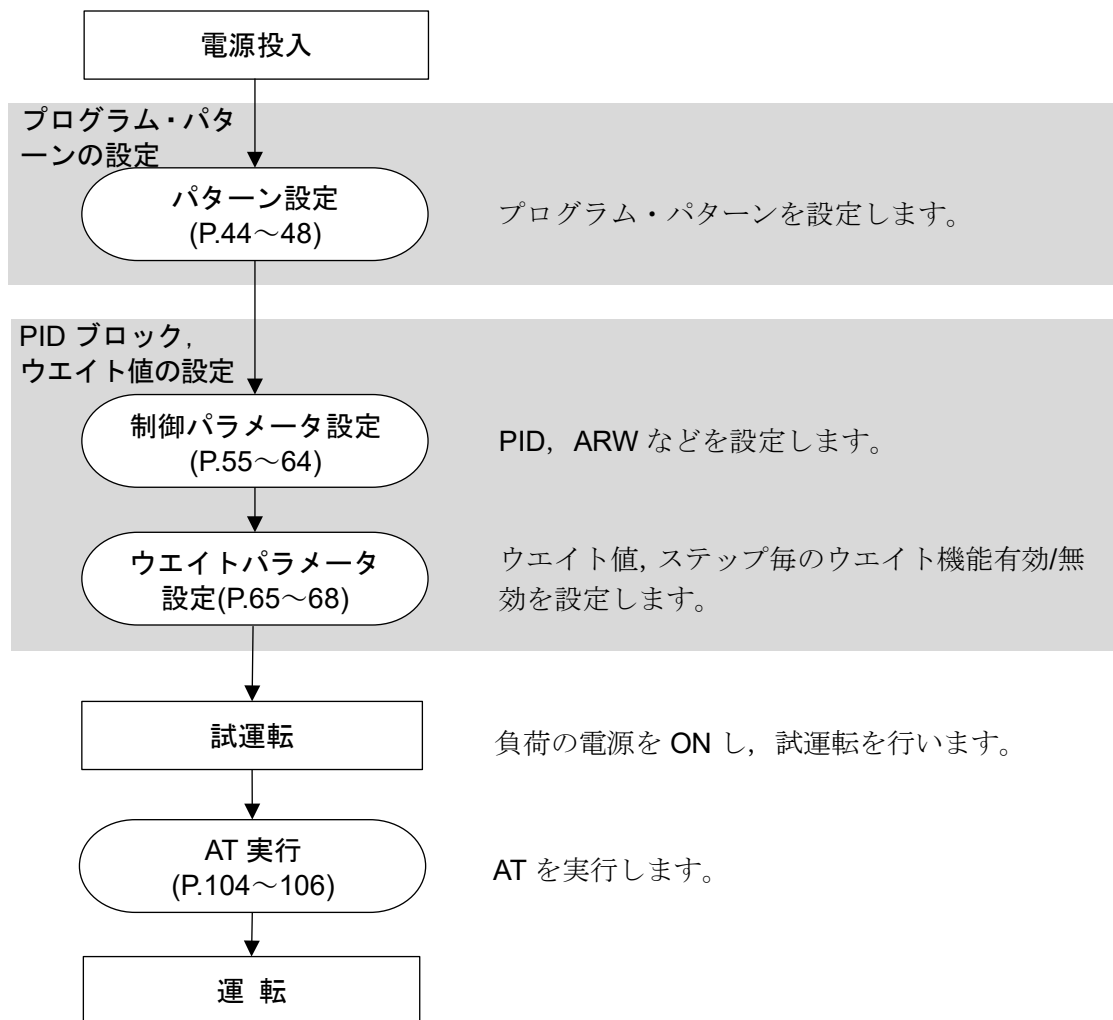 電源投入
プログラム・パタ
ーンの設定
パターン設定
(P.44～48)
プログラム・パターンを設定します。
PID ブロック,
ウエイト値の設定
制御パラメータ設定
(P.55～64)
PID，ARW などを設定します。
ウエイトパラメータ
設定(P.65～68)
ウエイト値, ステップ毎のウエイト機能有効/無
効を設定します。
試運転
負荷の電源を ON し，試運転を行います。
AT 実行
(P.104～106)
AT を実行します。
運 転